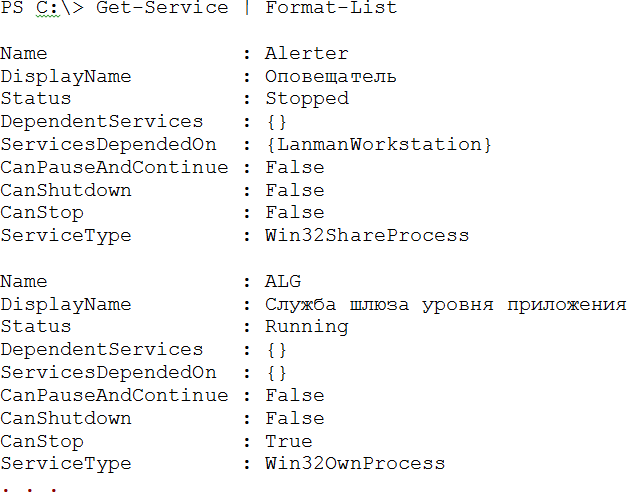 PS C:\> Get-Service | Format-List
Name : Alerter
DisplayName : Оповещатель
Status : Stopped
DependentServices : {}
ServicesDependedOn : {LanmanWorkstation}
CanPauseAndContinue : False
CanShutdown : False
CanStop : False
ServiceType : Win32ShareProcess
Name : ALG
DisplayName : Служба шлюза уровня приложения
Status : Running
DependentServices : {}
ServicesDependedOn : {}
CanPauseAndContinue : False
CanShutdown : False
CanStop : True
ServiceType : Win32OwnProcess
. . .